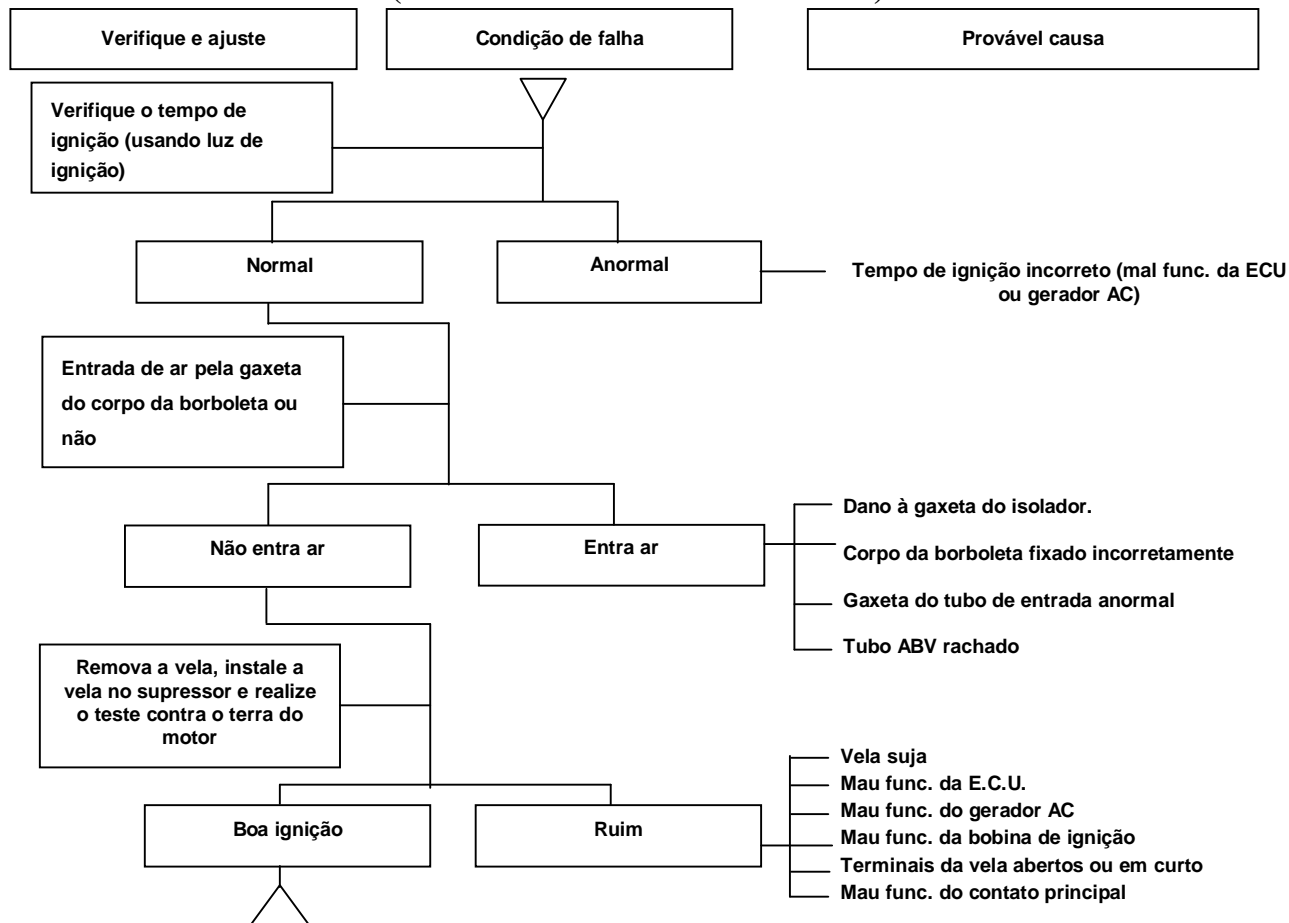 Verifique e ajuste
Condição de falha
Provável causa
Verifique o tempo de
ignição (usando luz de
ignição)
Normal
Anormal
Tempo de ignição incorreto (mal func. da ECU
ou gerador AC)
Entrada de ar pela gaxeta
do corpo da borboleta ou
não
Não entra ar
Entra ar
Dano à gaxeta do isolador.
Corpo da borboleta fixado incorretamente
Gaxeta do tubo de entrada anormal
Tubo ABV rachado
Remova a vela, instale a
vela no supressor e realize
o teste contra o terra do
motor
Boa ignição
Ruim
Vela suja
Mau func. da E.C.U.
Mau func. do gerador AC
Mau func. da bobina de ignição
Terminais da vela abertos ou em curto
Mau func. do contato principal